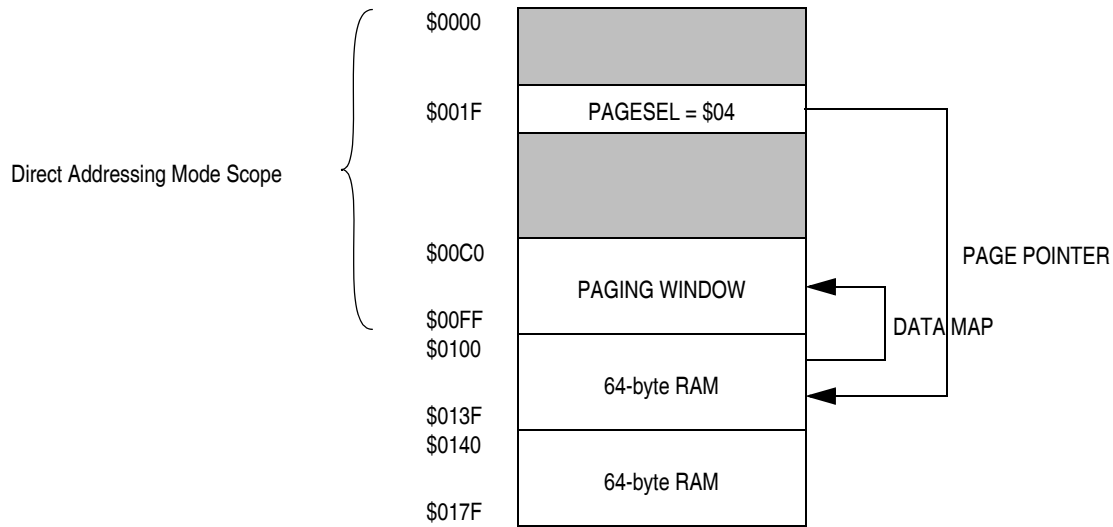 $0000
$001F
PAGESEL = $04
Direct Addressing Mode Scope
$00C0
PAGE POINTER
PAGING WINDOW
$00FF
DATA MAP
$0100
64-byte RAM
$013F
$0140
64-byte RAM
$017F